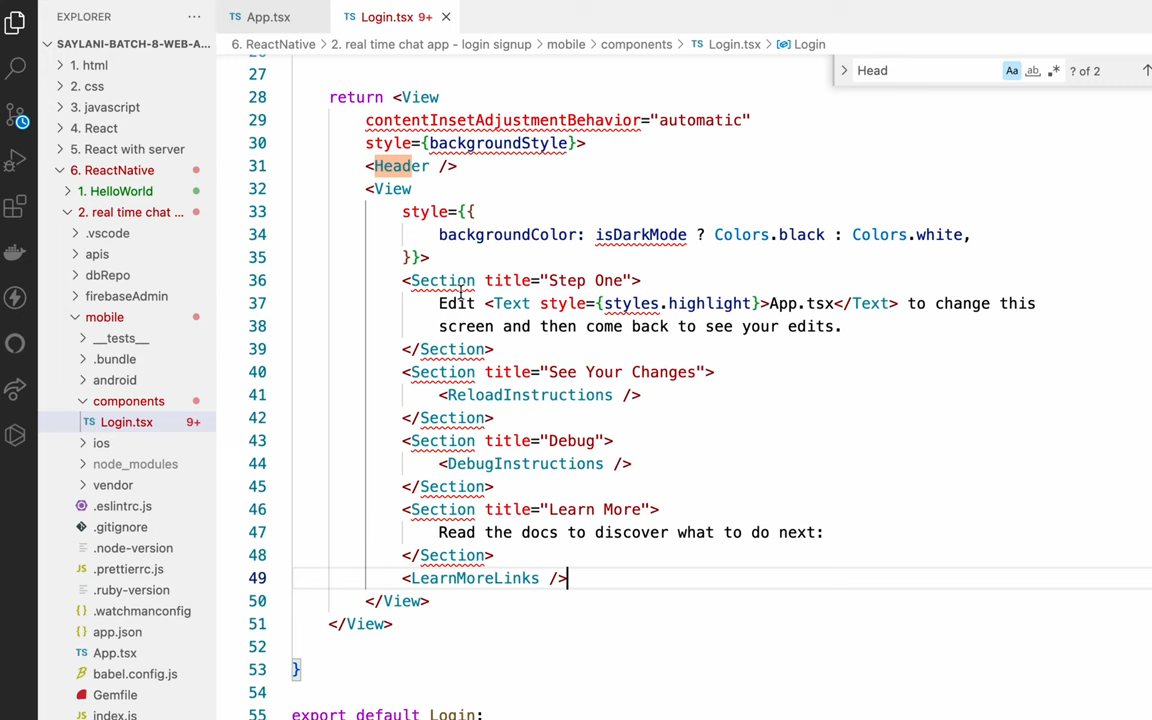 EXPLORER
SAYLANI-BATCH-8-WEB-A...
1. html
2. css
3. javascript
4. React
5. React with server
6. ReactNative
1. HelloWorld
2. real time chat ...
.vscode
apis
dbRepo
firebaseAdmin
mobile
__tests__
.bundle
android
components
TS Login.tsx 9+
ios
node_modules
vendor
.eslintrc.js
.gitignore
.node-version
JS .prettierrc.js
.ruby-version
{} .watchmanconfig
{} app.json
TS App.tsx
babel.config.js
Gemfile
JS index.js
TS App.tsx
TS Login.tsx 9+
6. ReactNative > 2. real time chat app - login signup > mobile > components > TS Login.tsx > Login
Head Aa ab ? of 2
27
28 return <View
29 contentInsetAdjustmentBehavior="automatic"
30 style={backgroundStyle}>
31 <Header />
32 <View
33 style={{
34 backgroundColor: isDarkMode ? Colors.black : Colors.white,
35 }}>
36 <Section title="Step One">
37 Edit <Text style={styles.highlight}>App.tsx</Text> to change this
38 screen and then come back to see your edits.
39 </Section>
40 <Section title="See Your Changes">
41 <ReloadInstructions />
42 </Section>
43 <Section title="Debug">
44 <DebugInstructions />
45 </Section>
46 <Section title="Learn More">
47 Read the docs to discover what to do next:
48 </Section>
49 <LearnMoreLinks />
50 </View>
51 </View>
52
53 }
54
55 export default Login;